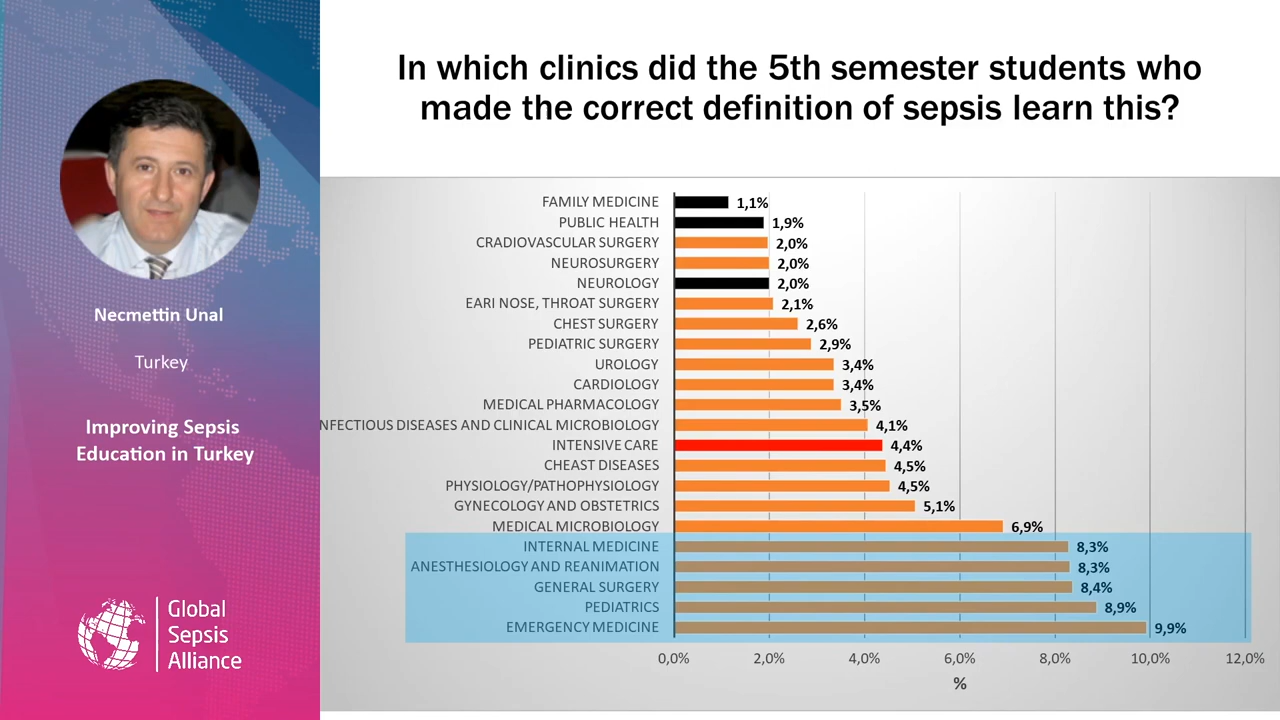 In which clinics did the 5th semester students who
made the correct definition of sepsis learn this?
Necmettin Unal
Turkey
Improving Sepsis
Education in Turkey
Global
Sepsis
Alliance
FAMILY MEDICINE 1,1%
PUBLIC HEALTH 1,9%
CRADIOVASCULAR SURGERY 2,0%
NEUROSURGERY 2,0%
NEUROLOGY 2,0%
EARI NOSE, THROAT SURGERY 2,1%
CHEST SURGERY 2,6%
PEDIATRIC SURGERY 2,9%
UROLOGY 3,4%
CARDIOLOGY 3,4%
MEDICAL PHARMACOLOGY 3,5%
NFECTIOUS DISEASES AND CLINICAL MICROBIOLOGY 4,1%
INTENSIVE CARE 4,4%
CHEAST DISEASES 4,5%
PHYSIOLOGY/PATHOPHYSIOLOGY 4,5%
GYNECOLOGY AND OBSTETRICS 5,1%
MEDICAL MICROBIOLOGY 6,9%
INTERNAL MEDICINE 8,3%
ANESTHESIOLOGY AND REANIMATION 8,3%
GENERAL SURGERY 8,4%
PEDIATRICS 8,9%
EMERGENCY MEDICINE 9,9%
0,0% 2,0% 4,0% 6,0% 8,0% 10,0% 12,0%
%